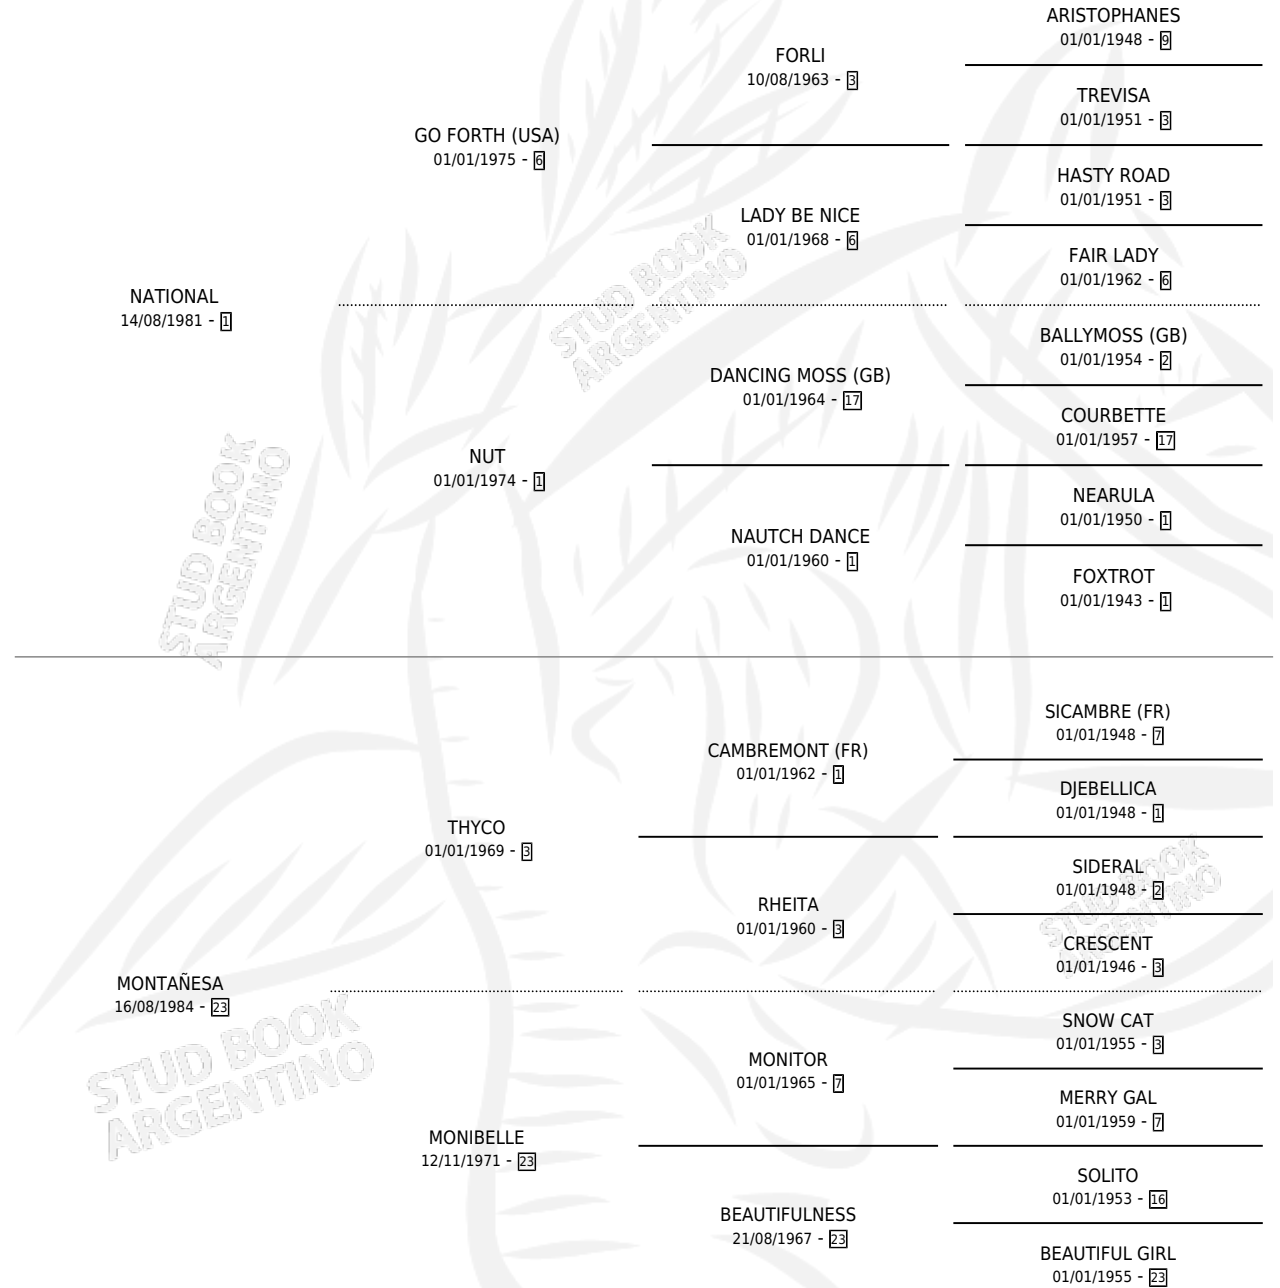 ARISTOPHANES
01/01/1948 - 9
FORLI
10/08/1963 - 3
TREVISA
01/01/1951 - 3
GO FORTH (USA)
01/01/1975 - 6
HASTY ROAD
01/01/1951 - 3
LADY BE NICE
01/01/1968 - 6
FAIR LADY
01/01/1962 - 6
NATIONAL
14/08/1981 - 1
STUD BOOK
ARGENTINO
BALLYMOSS (GB)
01/01/1954 - 2
DANCING MOSS (GB)
01/01/1964 - 17
COURBETTE
01/01/1957 - 17
NUT
01/01/1974 - 1
NEARULA
01/01/1950 - 1
NAUTCH DANCE
01/01/1960 - 1
FOXTROT
01/01/1943 - 1
STUD BOOK
ARGENTINO
SICAMBRE (FR)
01/01/1948 - 7
CAMBREMONT (FR)
01/01/1962 - 1
DJEBELLICA
01/01/1948 - 1
THYCO
01/01/1969 - 3
SIDERAL
01/01/1948 - 2
RHEITA
01/01/1960 - 3
CRESCENT
01/01/1946 - 3
STUD BOOK
ARGENTINO
MONTAÑESA
16/08/1984 - 23
SNOW CAT
01/01/1955 - 3
MONITOR
01/01/1965 - 7
MERRY GAL
01/01/1959 - 7
STUD BOOK
ARGENTINO
MONIBELLE
12/11/1971 - 23
SOLITO
01/01/1953 - 16
BEAUTIFULNESS
21/08/1967 - 23
BEAUTIFUL GIRL
01/01/1955 - 23